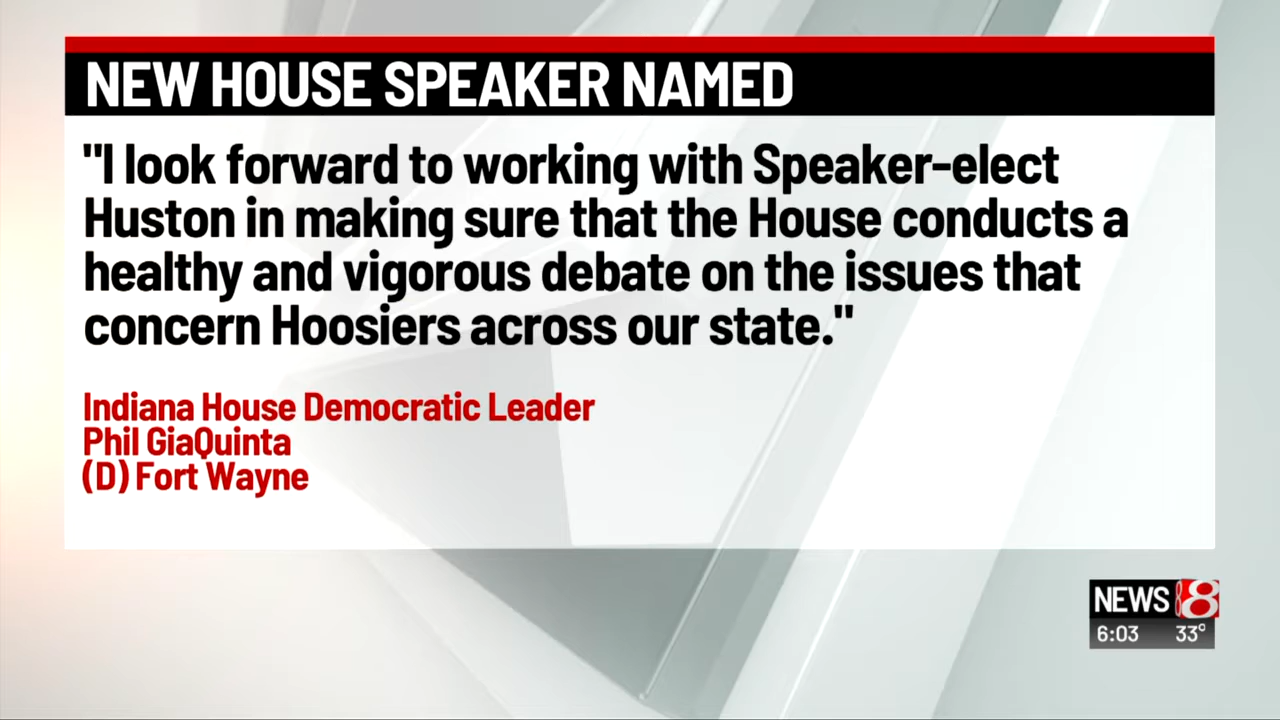 NEW HOUSE SPEAKER NAMED
"I look forward to working with Speaker-elect
Huston in making sure that the House conducts a
healthy and vigorous debate on the issues that
concern Hoosiers across our state."
Indiana House Democratic Leader
Phil GiaQuinta
(D) Fort Wayne
NEWS 8
6:03 33°